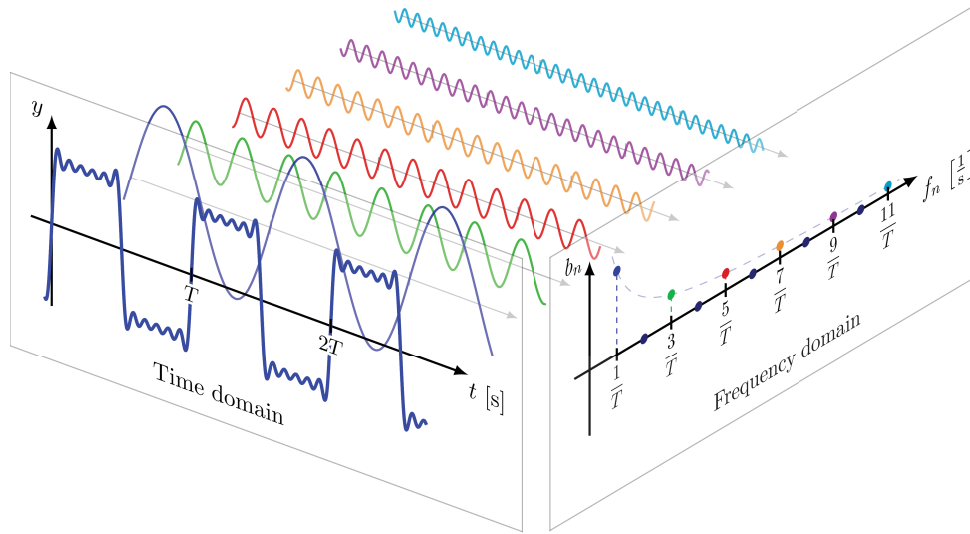 y
T
2T
t [s]
Time domain
b_n
1/T
3/T
5/T
7/T
9/T
11/T
f_n [1/s]
Frequency domain